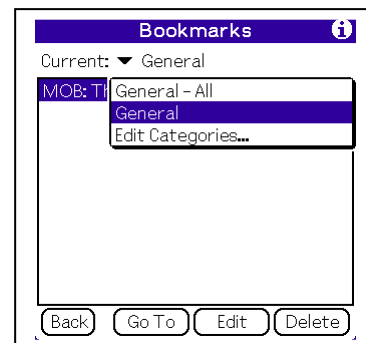 Bookmarks i
Current: General
MOB: Th General - All
General
Edit Categories...
Back Go To Edit Delete